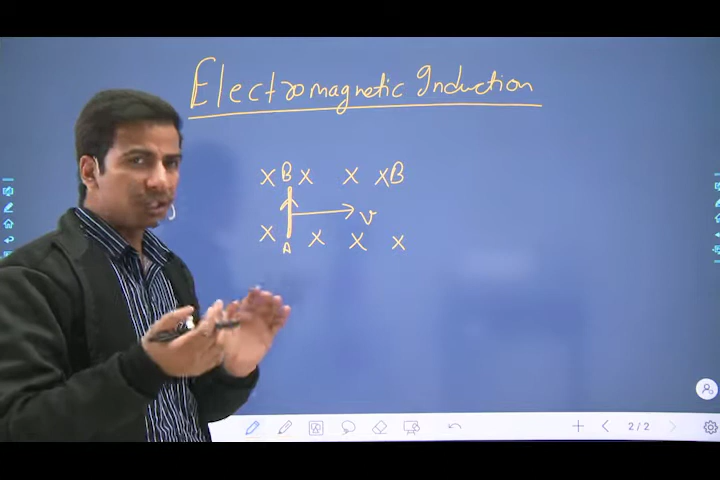 Electromagnetic Induction
X B X X X B
v
X A X X X
2/2